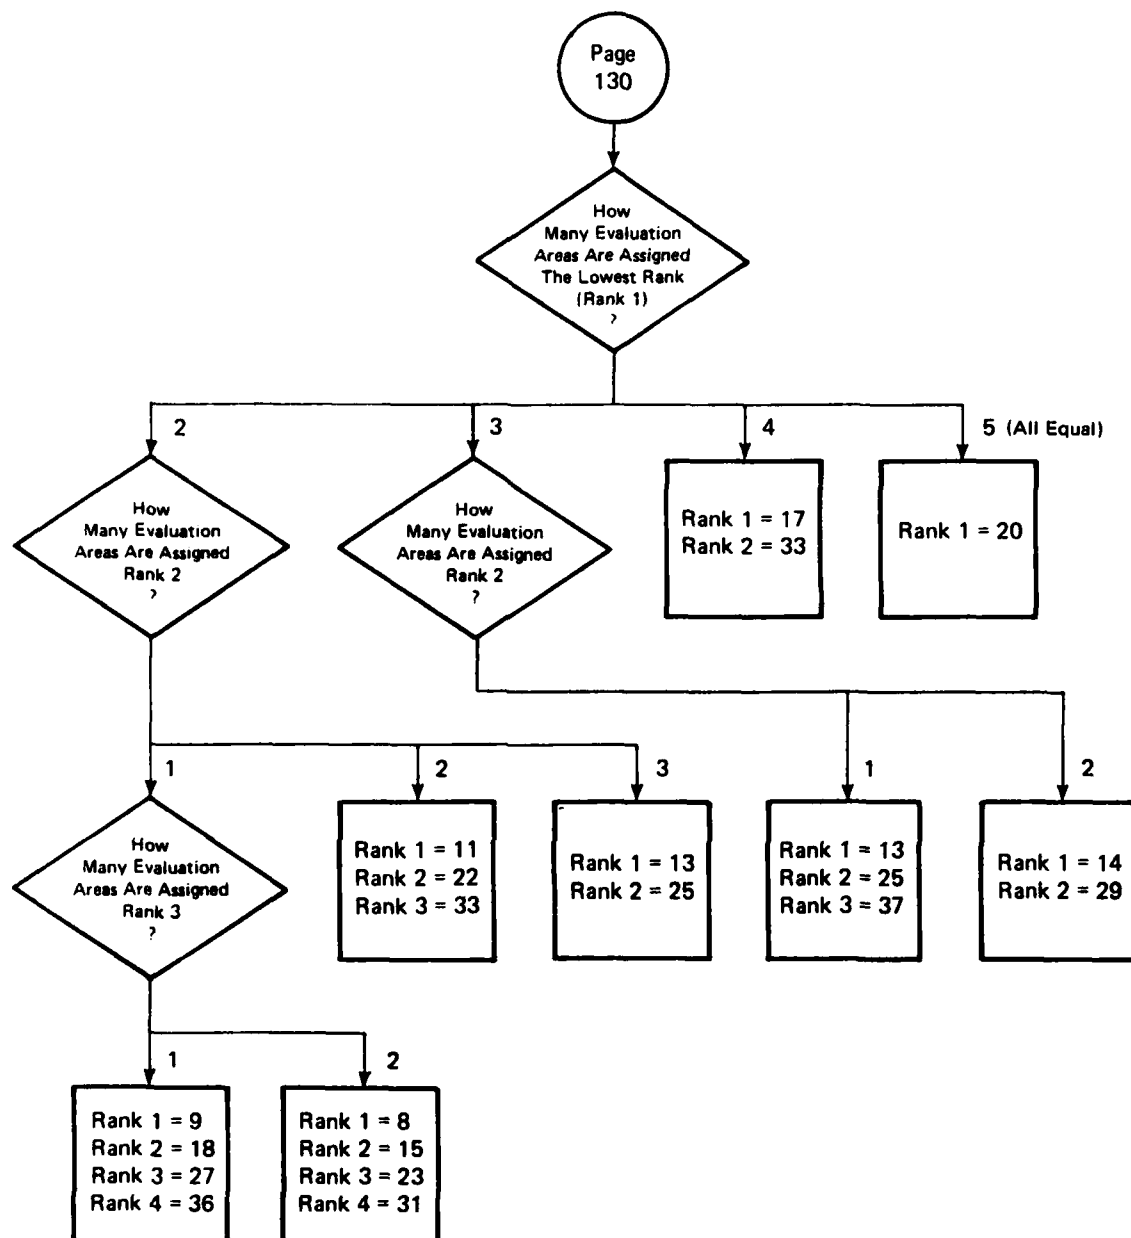 Page
130
How
Many Evaluation
Areas Are Assigned
The Lowest Rank
(Rank 1)
?
2
3
4
5 (All Equal)
How
Many Evaluation
Areas Are Assigned
Rank 2
?
How
Many Evaluation
Areas Are Assigned
Rank 2
?
Rank 1 = 17
Rank 2 = 33
Rank 1 = 20
1
2
3
1
2
How
Many Evaluation
Areas Are Assigned
Rank 3
?
Rank 1 = 11
Rank 2 = 22
Rank 3 = 33
Rank 1 = 13
Rank 2 = 25
Rank 1 = 13
Rank 2 = 25
Rank 3 = 37
Rank 1 = 14
Rank 2 = 29
1
2
Rank 1 = 9
Rank 2 = 18
Rank 3 = 27
Rank 4 = 36
Rank 1 = 8
Rank 2 = 15
Rank 3 = 23
Rank 4 = 31